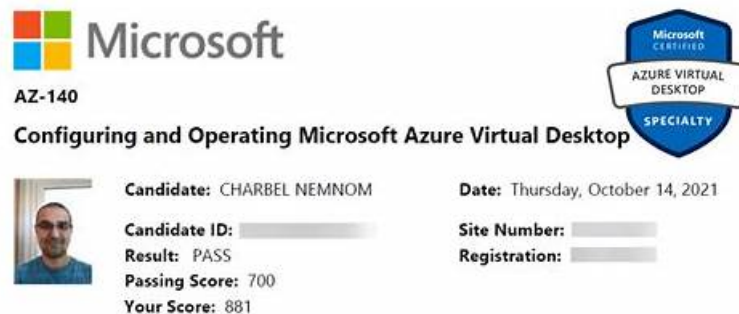 Microsoft
Microsoft
CERTIFIED
AZURE VIRTUAL
DESKTOP
SPECIALTY
AZ-140
Configuring and Operating Microsoft Azure Virtual Desktop
Candidate: CHARBEL NEMNOM
Date: Thursday, October 14, 2021
Candidate ID:
Site Number:
Result: PASS
Registration:
Passing Score: 700
Your Score: 881